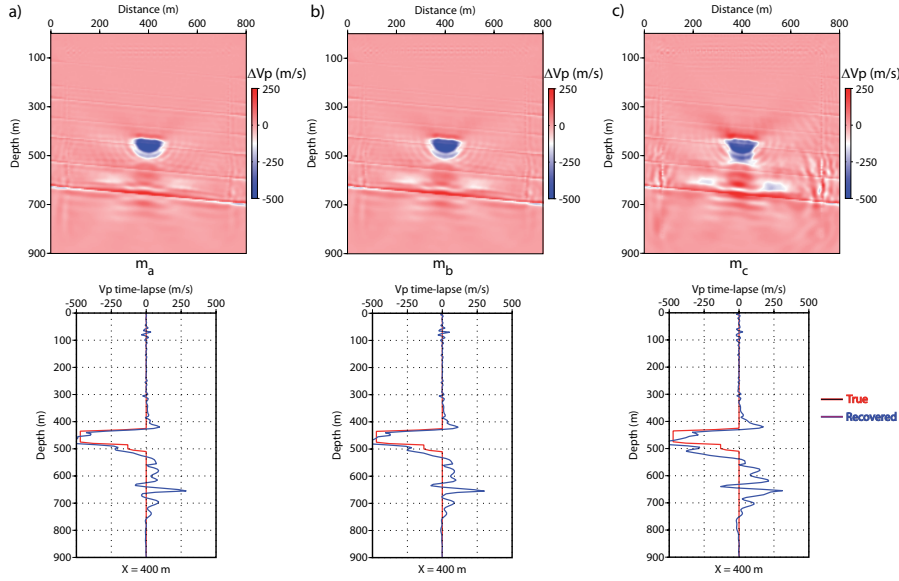 a)
Distance (m)
0 200 400 600 800
100
300
500
700
900
Depth (m)
ΔVp (m/s)
250
0
-250
-500
m_a
b)
Distance (m)
0 200 400 600 800
100
300
500
700
900
Depth (m)
ΔVp (m/s)
250
0
-250
-500
m_b
c)
Distance (m)
0 200 400 600 800
100
300
500
700
900
Depth (m)
ΔVp (m/s)
250
0
-250
-500
m_c
Vp time-lapse (m/s)
-500 -250 0 250 500
0
100
200
300
400
500
600
700
800
900
Depth (m)
X = 400 m
Vp time-lapse (m/s)
-500 -250 0 250 500
0
100
200
300
400
500
600
700
800
900
Depth (m)
X = 400 m
Vp time-lapse (m/s)
-500 -250 0 250 500
0
100
200
300
400
500
600
700
800
900
Depth (m)
X = 400 m
True
Recovered